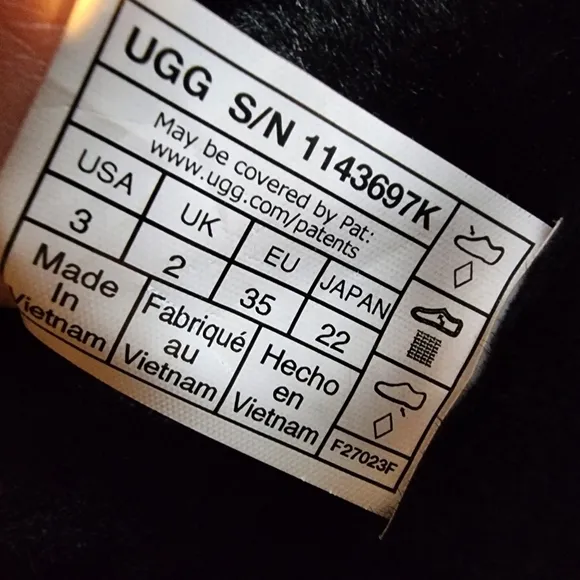 UGG S/N 1143697K
May be covered by Pat:
www.ugg.com/patents
USA UK EU JAPAN
3 2 35 22
Made In Vietnam
Fabriqué au Vietnam
Hecho en Vietnam
F27023F